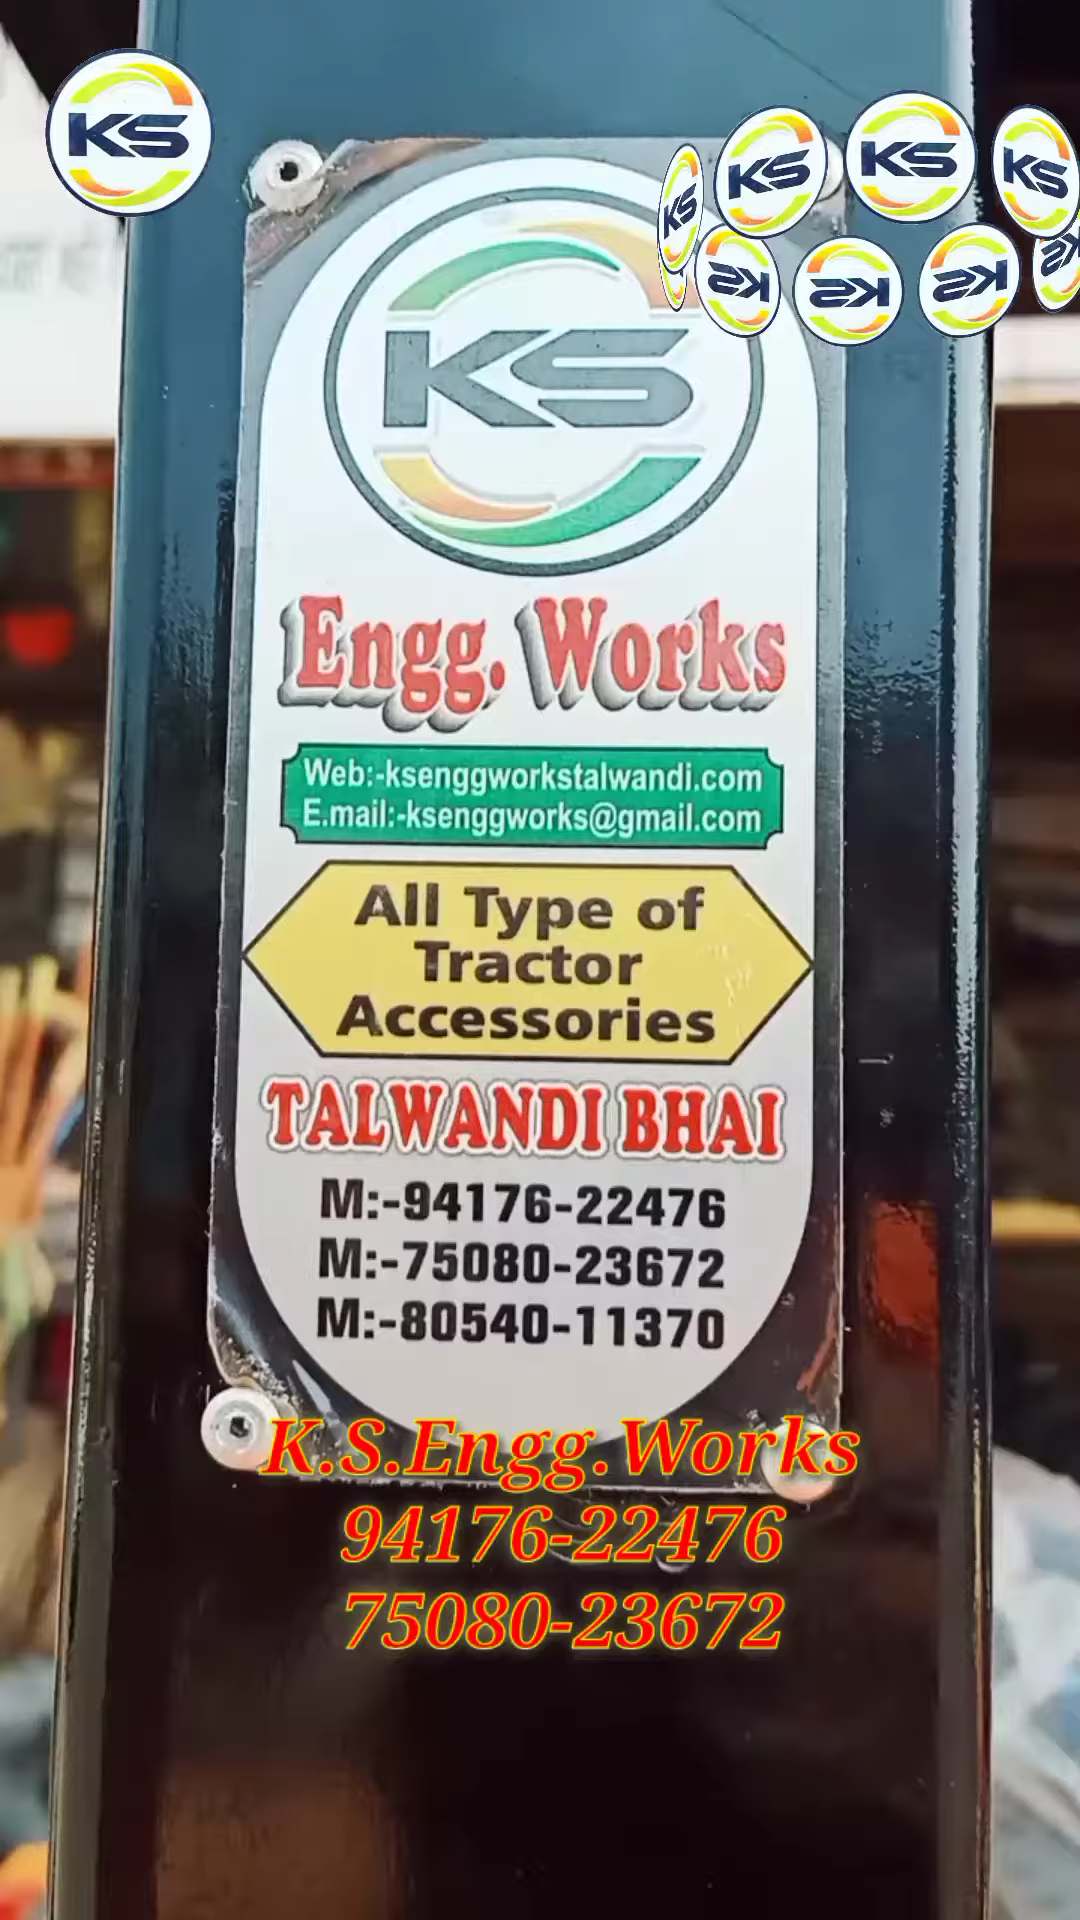 KS
KS KS KS KS
KS
Engg. Works
Web:-ksenggworkstalwandi.com
E.mail:-ksenggworks@gmail.com
All Type of
Tractor
Accessories
TALWANDI BHAI
M:-94176-22476
M:-75080-23672
M:-80540-11370
K.S.Engg.Works
94176-22476
75080-23672